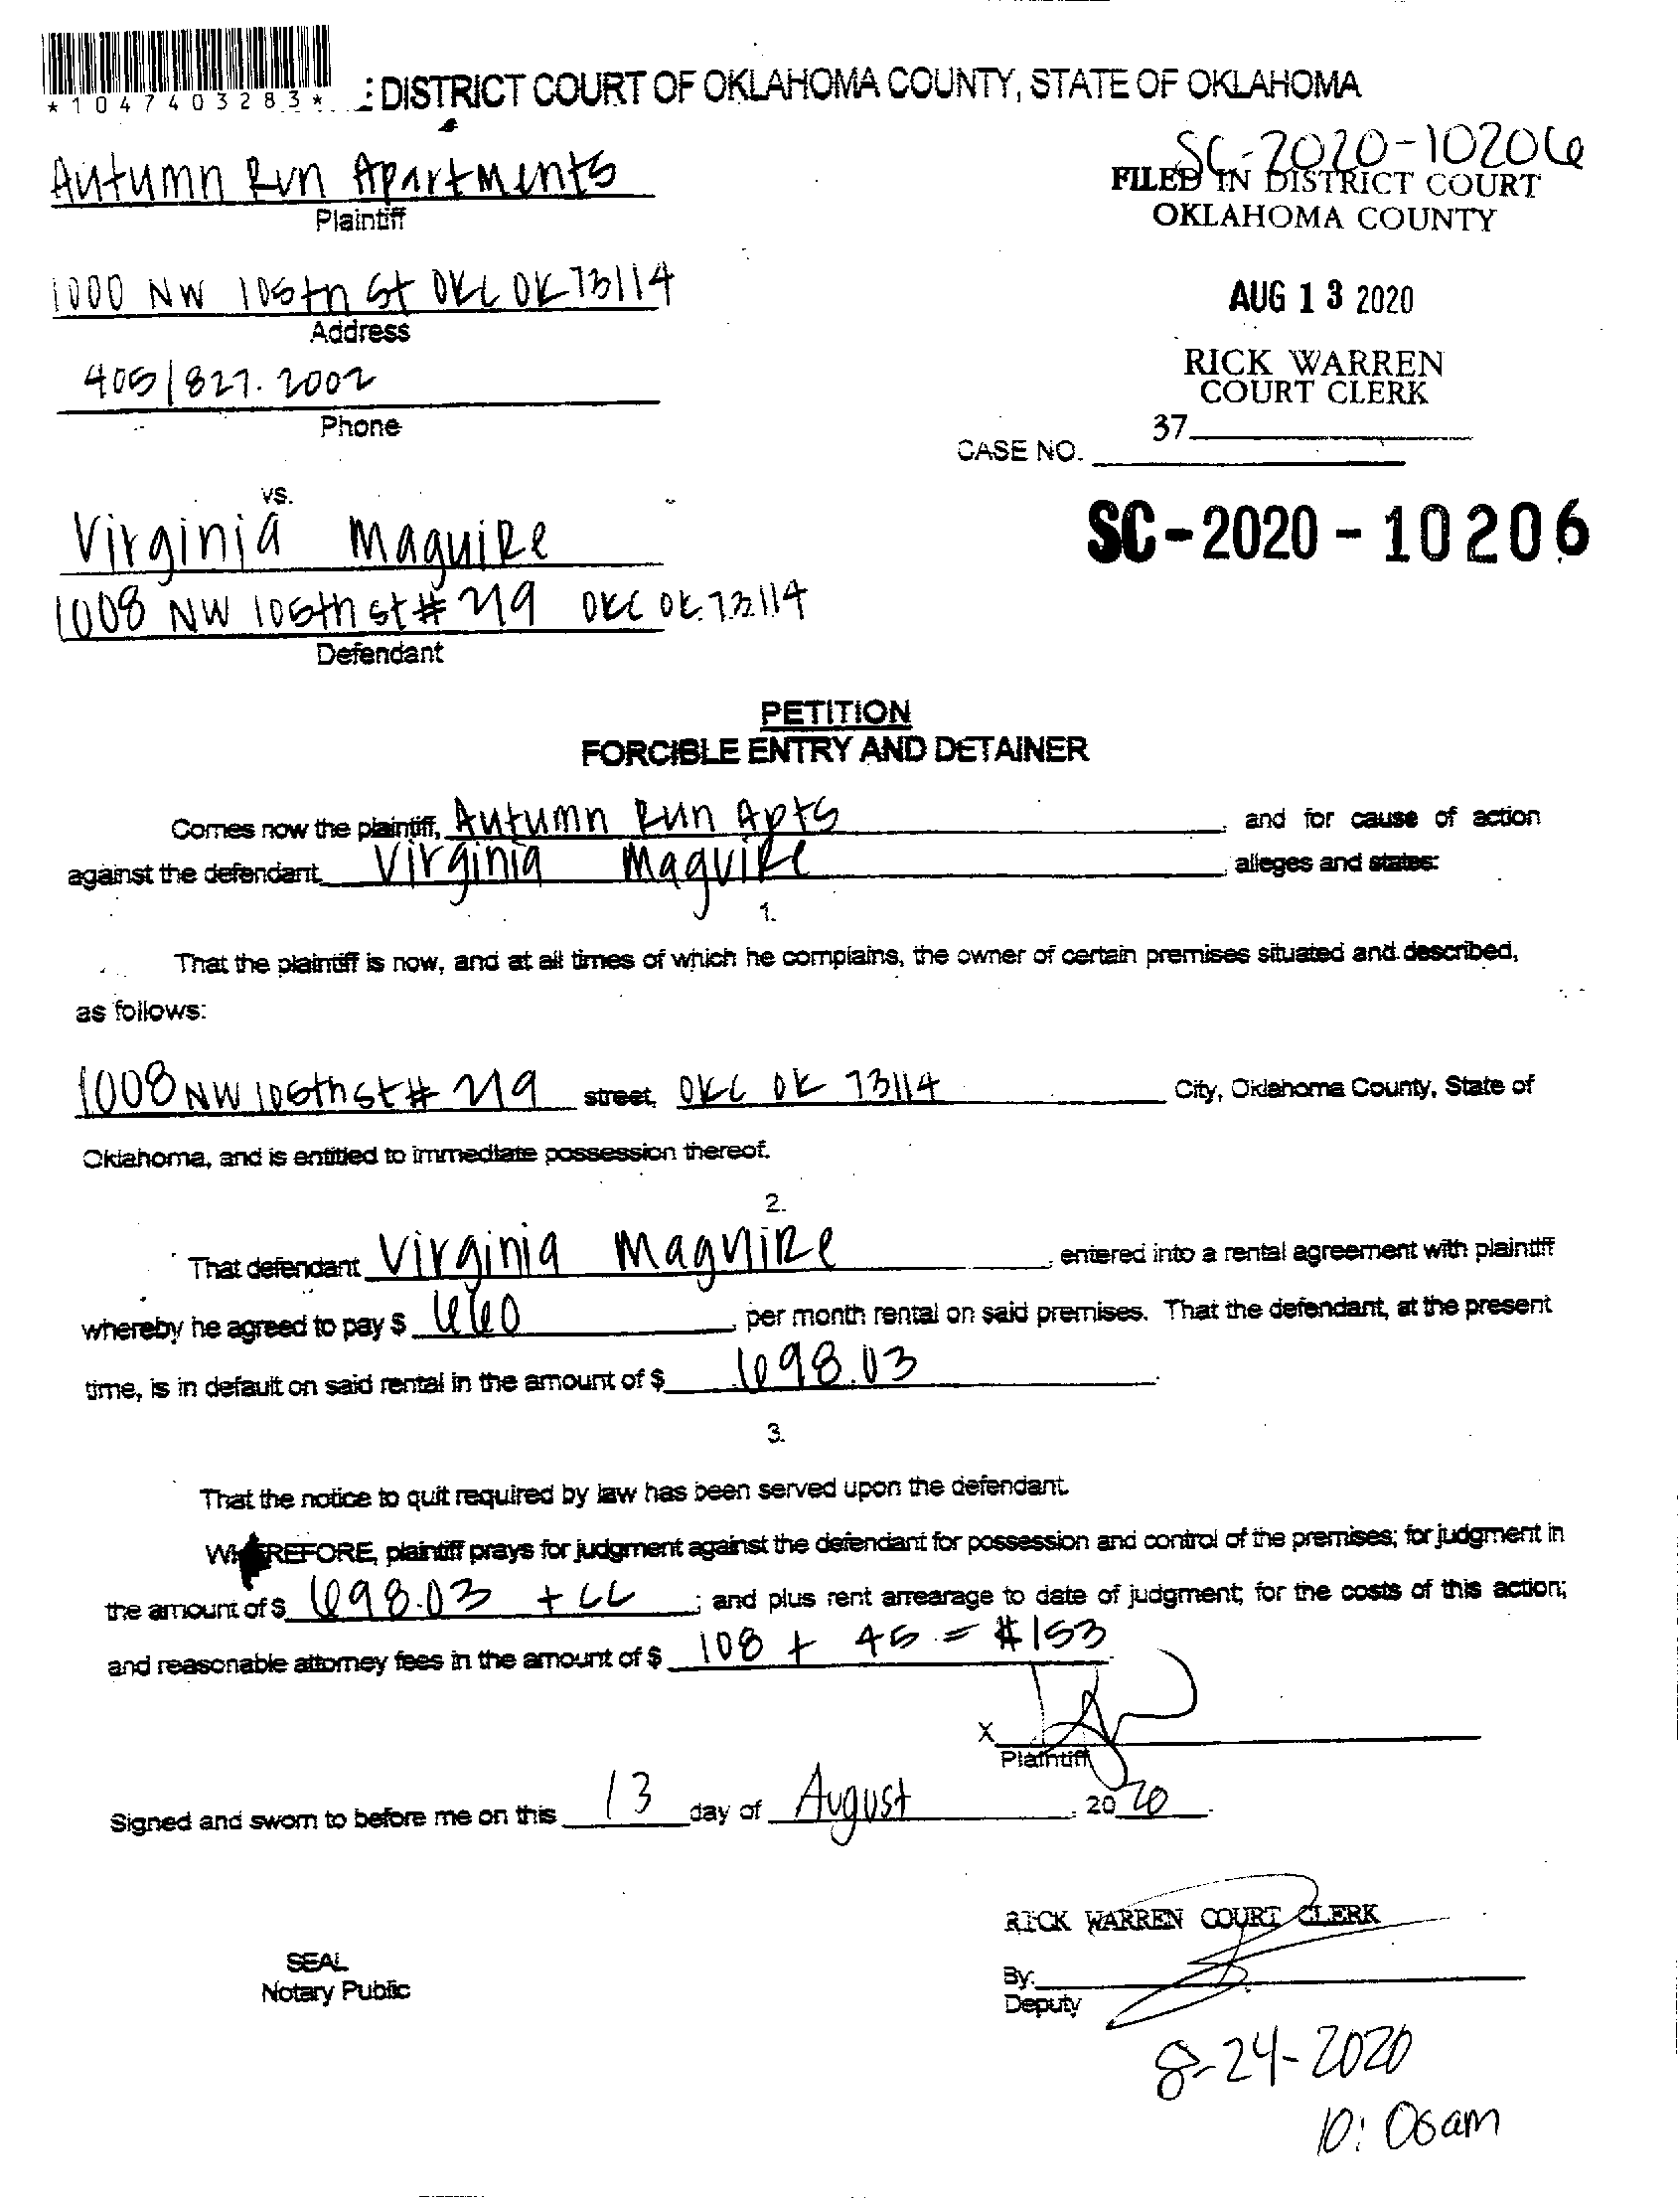 *1047403283*
: DISTRICT COURT OF OKLAHOMA COUNTY, STATE OF OKLAHOMA
Autumn Run Apartments
Plaintiff
SC-2020-10206
FILED IN DISTRICT COURT
OKLAHOMA COUNTY
1000 NW 105th St OKC OK 73114
Address
AUG 13 2020
405/827.2002
Phone
RICK WARREN
COURT CLERK
37
CASE NO.
vs.
Virginia Maguire
SC-2020-10206
1008 NW 105th st # 219 OKC OK 73114
Defendant
PETITION
FORCIBLE ENTRY AND DETAINER
Comes now the plaintiff, Autumn Run Apts, and for cause of action
against the defendant, Virginia Maguire, alleges and states:
1.
That the plaintiff is now, and at all times of which he complains, the owner of certain premises situated and described,
as follows:
1008 NW 105th st # 219 street, OKC OK 73114 City, Oklahoma County, State of
Oklahoma, and is entitled to immediate possession thereof.
2.
That defendant Virginia Maguire, entered into a rental agreement with plaintiff
whereby he agreed to pay $ 660, per month rental on said premises. That the defendant, at the present
time, is in default on said rental in the amount of $ 698.03.
3.
That the notice to quit required by law has been served upon the defendant.
WHEREFORE, plaintiff prays for judgment against the defendant for possession and control of the premises; for judgment in
the amount of $ 698.03 + CC; and plus rent arrearage to date of judgment; for the costs of this action;
and reasonable attorney fees in the amount of $ 108 + 45 = $153.
X
Plaintiff
Signed and sworn to before me on this 13 day of August, 2020.
RICK WARREN COURT CLERK
SEAL
Notary Public
By:
Deputy
8-24-2020
10:00am